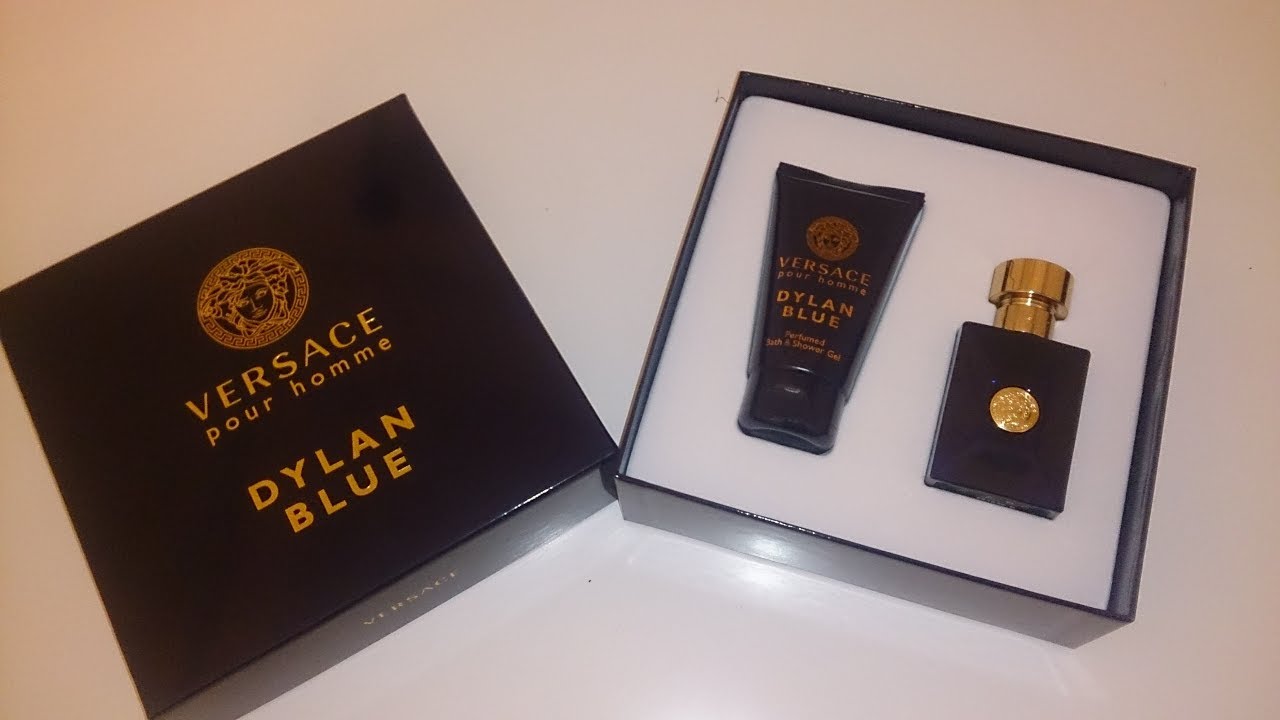 VERSACE
pour homme
DYLAN
BLUE
VERSACE
VERSACE
pour homme
DYLAN
BLUE
Perfumed
Bath & Shower Gel